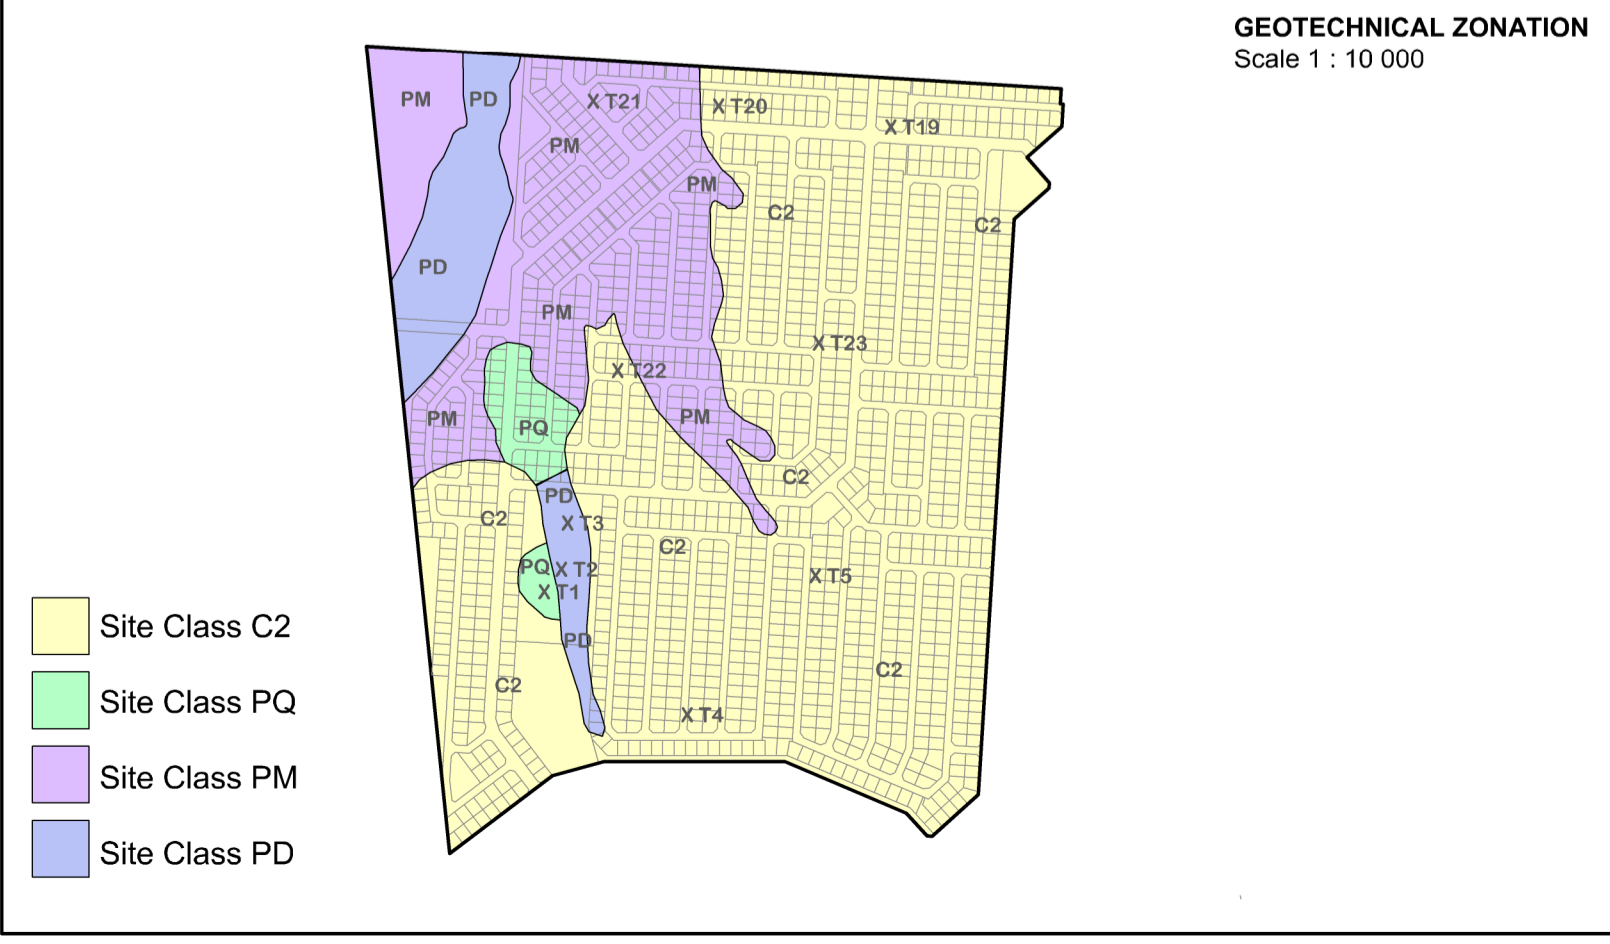 GEOTECHNICAL ZONATION
Scale 1 : 10 000
PM
PD
X T21
X T20
X T19
PM
PM
C2
C2
PD
PM
X T23
X T22
PM
PM
PQ
C2
PD
C2
X T3
C2
PQ
X T2
X T5
X T1
PD
C2
C2
X T4
Site Class C2
Site Class PQ
Site Class PM
Site Class PD